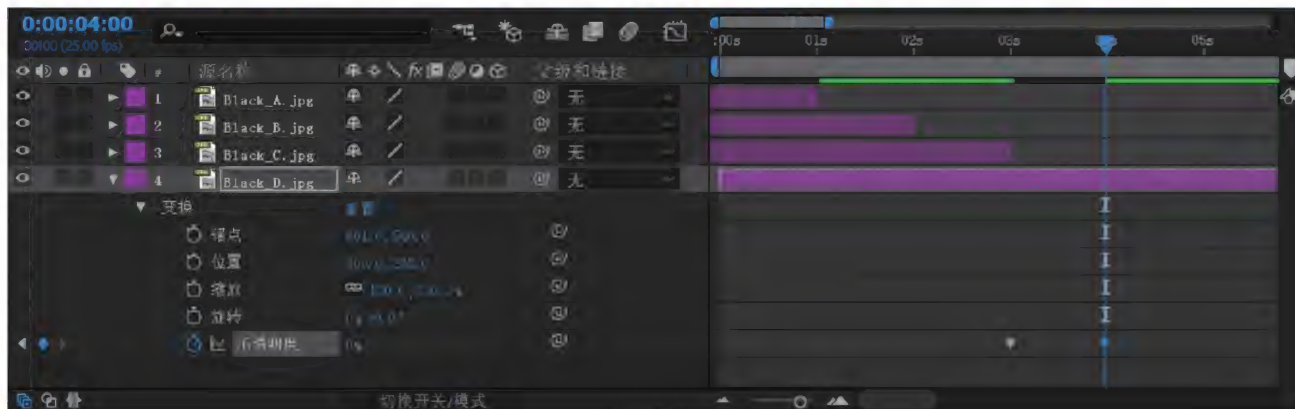 0:00:04:00
00100 (25.00 fps)
:00s 01s 02s 03s 05s
# 源名称 父级和链接
1 Black_A.jpg 无
2 Black_B.jpg 无
3 Black_C.jpg 无
4 Black_D.jpg 无
变换 重置
锚点
位置
缩放
旋转
不透明度 0%
切换开关/模式